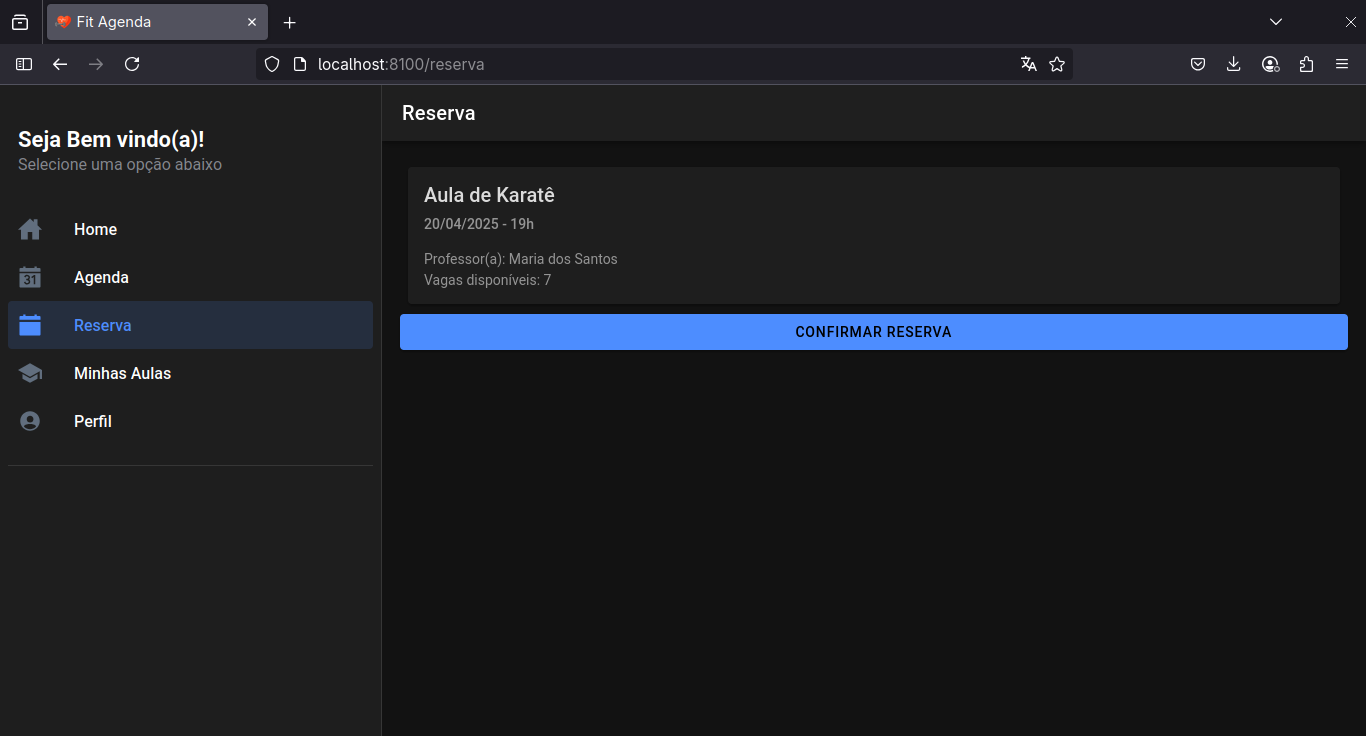 Fit Agenda
localhost:8100/reserva
Seja Bem vindo(a)!
Selecione uma opção abaixo
Home
31
Agenda
Reserva
Minhas Aulas
Perfil
Reserva
Aula de Karatê
20/04/2025 - 19h
Professor(a): Maria dos Santos
Vagas disponíveis: 7
CONFIRMAR RESERVA